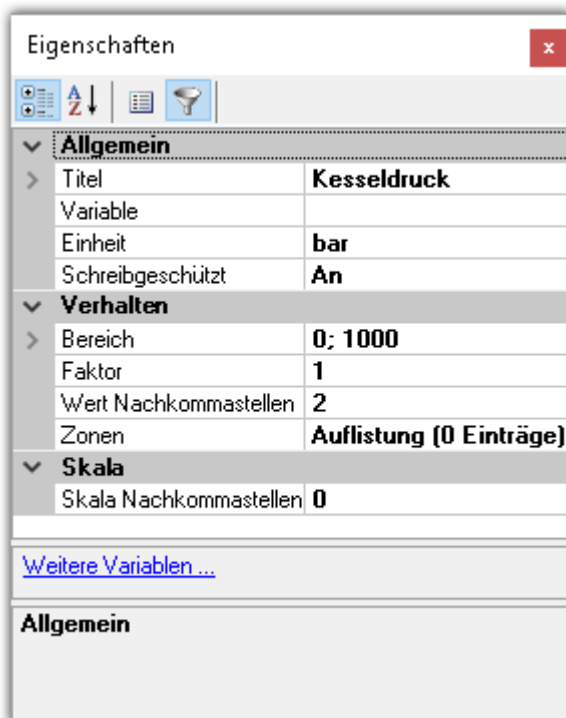 Eigenschaften
x
A
Z
Allgemein
Titel Kesseldruck
Variable
Einheit bar
Schreibgeschützt An
Verhalten
Bereich 0; 1000
Faktor 1
Wert Nachkommastellen 2
Zonen Auflistung (0 Einträge)
Skala
Skala Nachkommastellen 0
Weitere Variablen ...
Allgemein